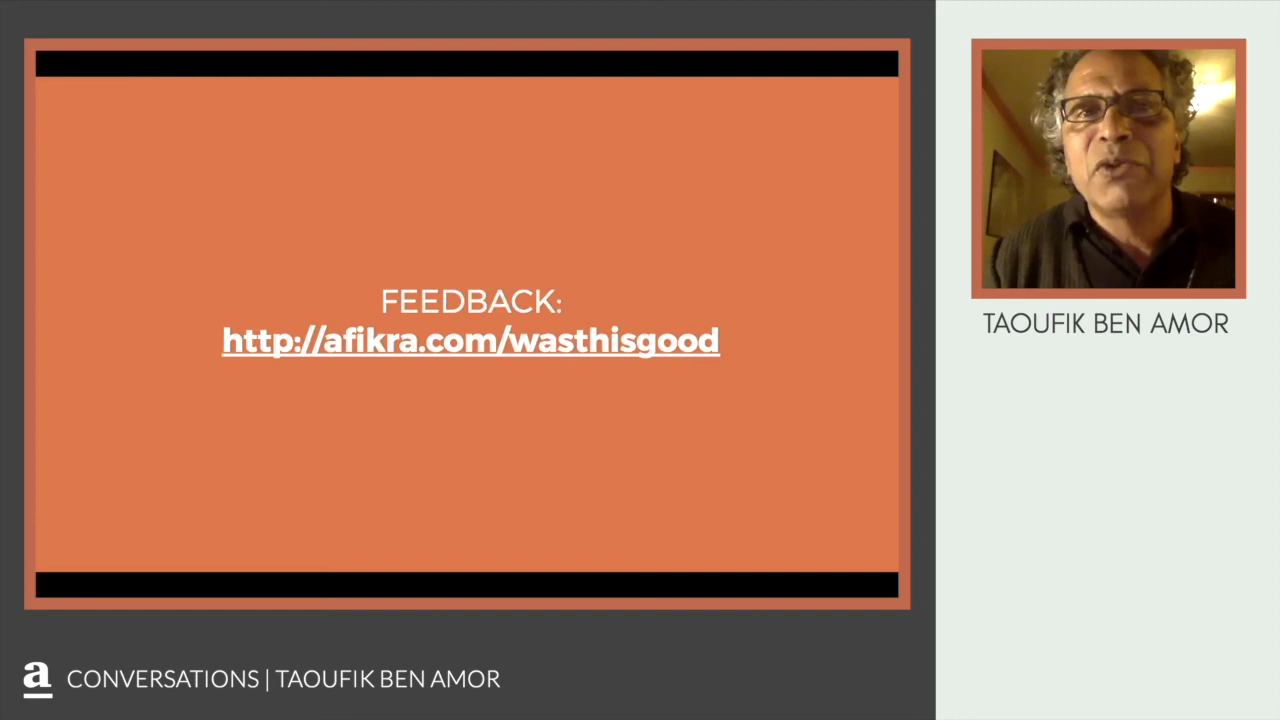 FEEDBACK:
http://afikra.com/wasthisgood
TAOUFIK BEN AMOR
a CONVERSATIONS | TAOUFIK BEN AMOR